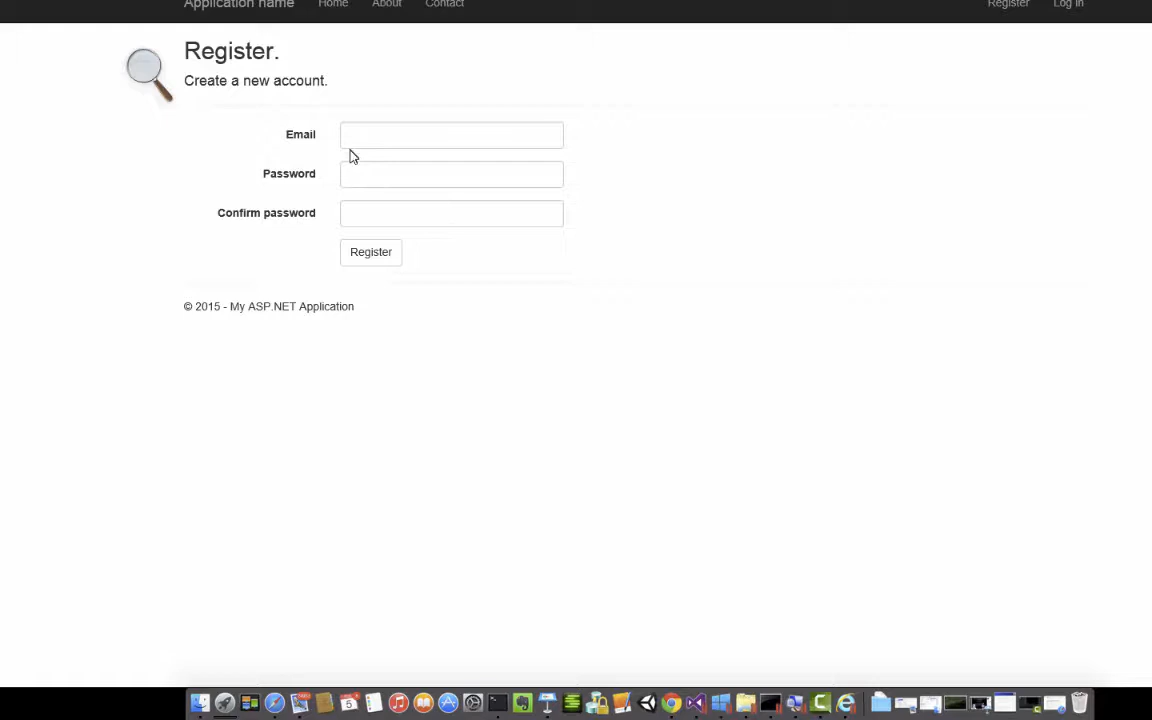 Application name Home About Contact Register Log in
Register.
Create a new account.
Email
Password
Confirm password
Register
© 2015 - My ASP.NET Application
5